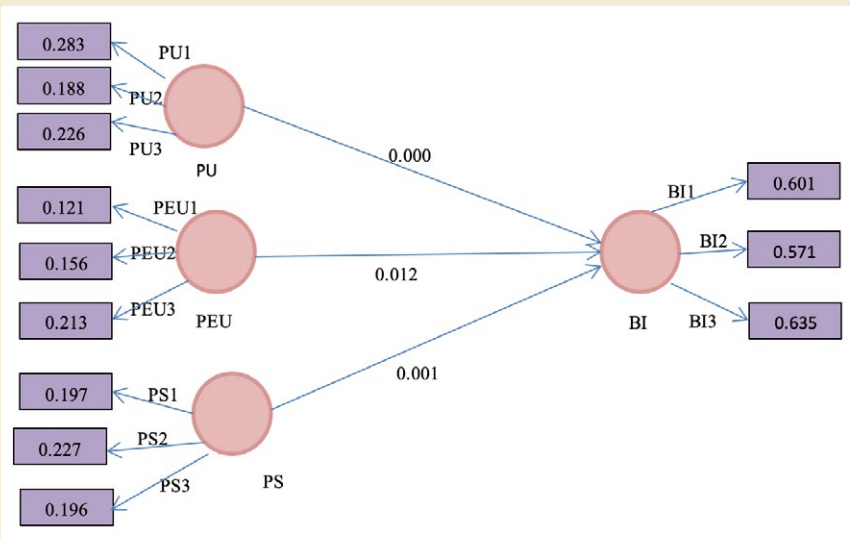 0.283
PU1
0.188
PU2
0.226
PU3
PU
0.000
0.121
PEU1
0.156
PEU2
0.213
PEU3
PEU
0.012
0.197
PS1
0.227
PS2
0.196
PS3
PS
0.001
BI
BI1
0.601
BI2
0.571
BI3
0.635